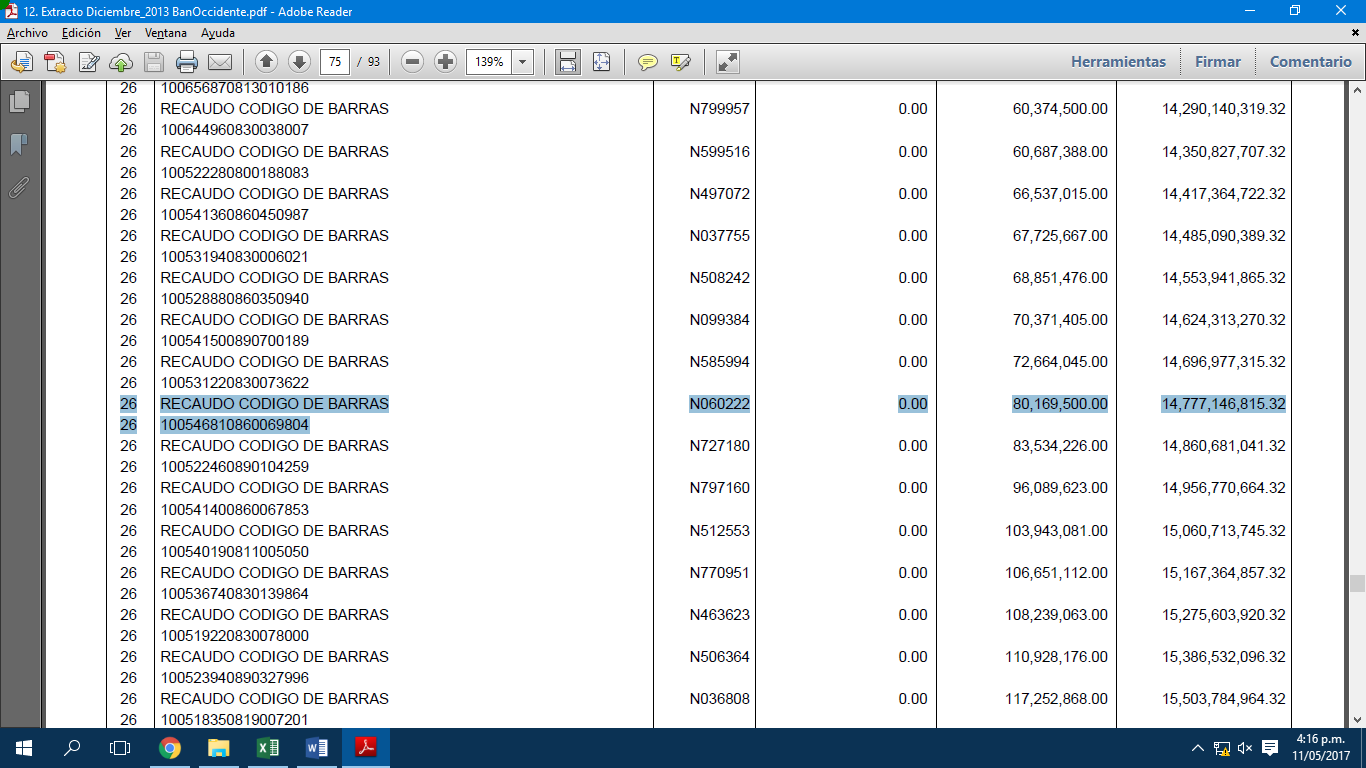 12. Extracto Diciembre_2013 BanOccidente.pdf - Adobe Reader
Archivo Edición Ver Ventana Ayuda
75 / 93 139% Herramientas Firmar Comentario
26 100656870813010186
26 RECAUDO CODIGO DE BARRAS N799957 0.00 60,374,500.00 14,290,140,319.32
26 100644960830038007
26 RECAUDO CODIGO DE BARRAS N599516 0.00 60,687,388.00 14,350,827,707.32
26 100522280800188083
26 RECAUDO CODIGO DE BARRAS N497072 0.00 66,537,015.00 14,417,364,722.32
26 100541360860450987
26 RECAUDO CODIGO DE BARRAS N037755 0.00 67,725,667.00 14,485,090,389.32
26 100531940830006021
26 RECAUDO CODIGO DE BARRAS N508242 0.00 68,851,476.00 14,553,941,865.32
26 100528880860350940
26 RECAUDO CODIGO DE BARRAS N099384 0.00 70,371,405.00 14,624,313,270.32
26 100541500890700189
26 RECAUDO CODIGO DE BARRAS N585994 0.00 72,664,045.00 14,696,977,315.32
26 100531220830073622
26 RECAUDO CODIGO DE BARRAS N060222 0.00 80,169,500.00 14,777,146,815.32
26 100546810860069804
26 RECAUDO CODIGO DE BARRAS N727180 0.00 83,534,226.00 14,860,681,041.32
26 100522460890104259
26 RECAUDO CODIGO DE BARRAS N797160 0.00 96,089,623.00 14,956,770,664.32
26 100541400860067853
26 RECAUDO CODIGO DE BARRAS N512553 0.00 103,943,081.00 15,060,713,745.32
26 100540190811005050
26 RECAUDO CODIGO DE BARRAS N770951 0.00 106,651,112.00 15,167,364,857.32
26 100536740830139864
26 RECAUDO CODIGO DE BARRAS N463623 0.00 108,239,063.00 15,275,603,920.32
26 100519220830078000
26 RECAUDO CODIGO DE BARRAS N506364 0.00 110,928,176.00 15,386,532,096.32
26 100523940890327996
26 RECAUDO CODIGO DE BARRAS N036808 0.00 117,252,868.00 15,503,784,964.32
26 100518350819007201
4:16 p.m.
11/05/2017